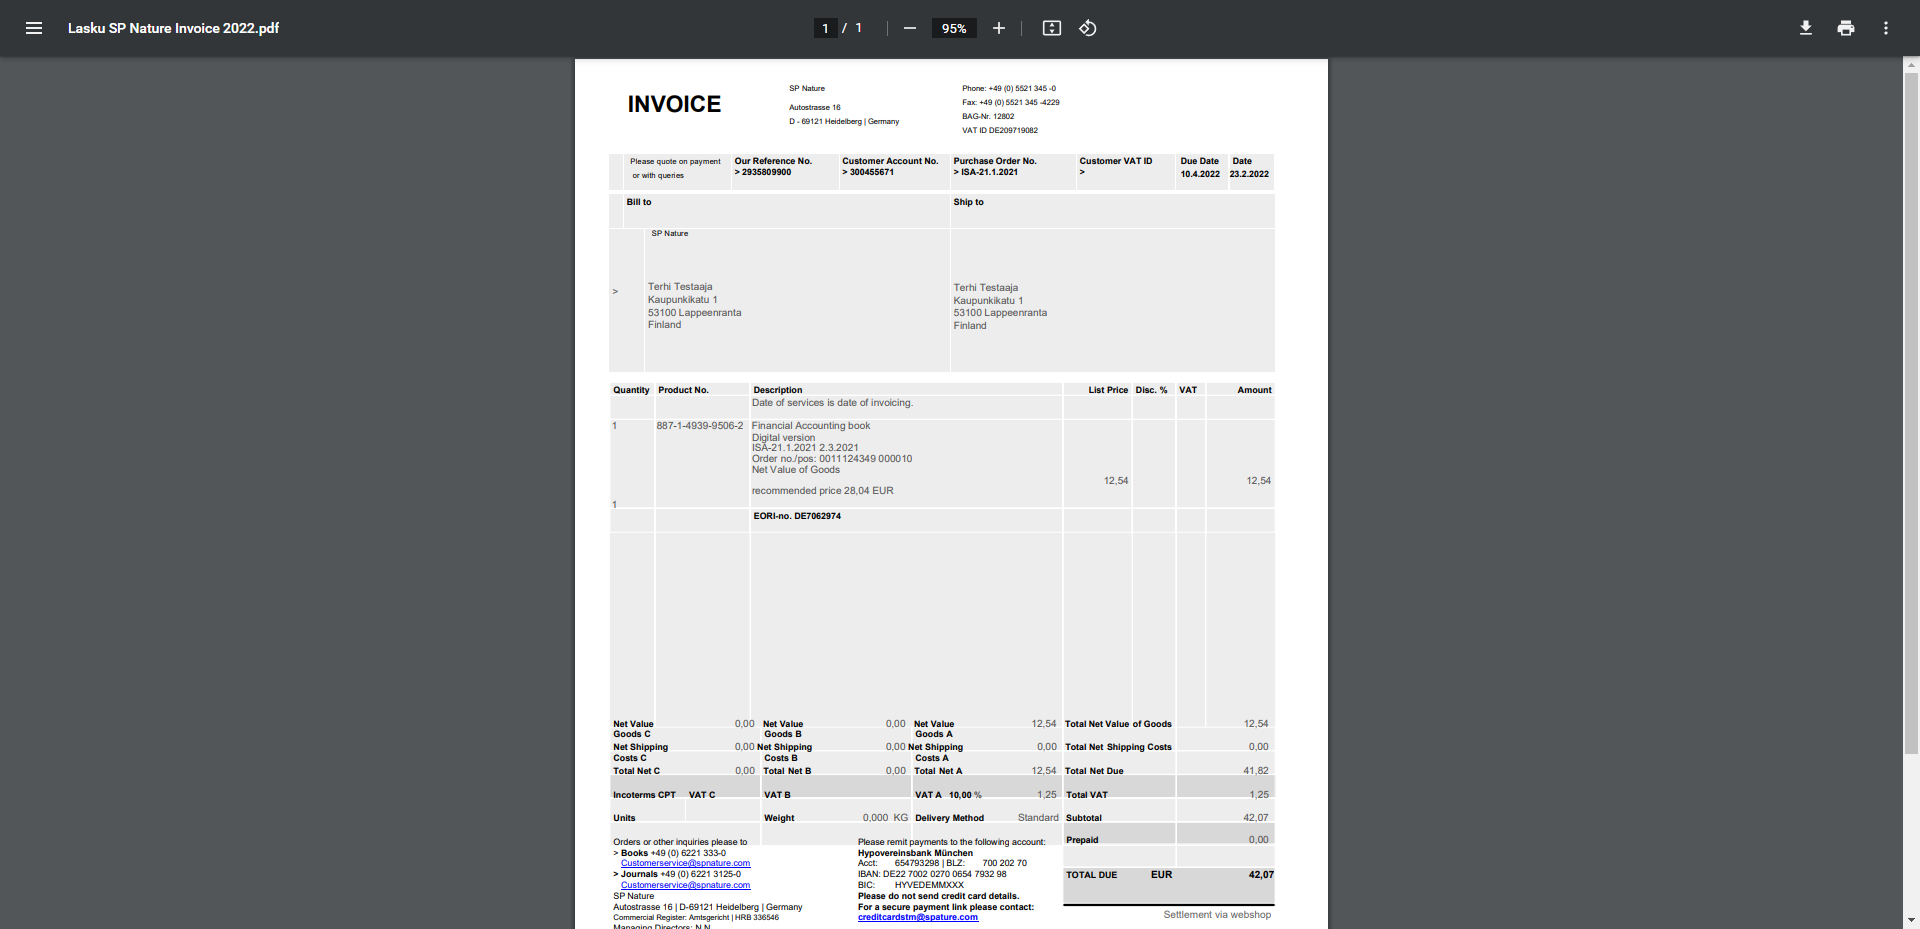 Lasku SP Nature Invoice 2022.pdf
1 / 1
95%
INVOICE
SP Nature
Autostrasse 16
D - 69121 Heidelberg | Germany
Phone: +49 (0) 5521 345 -0
Fax: +49 (0) 5521 345 -4229
BAG-Nr. 12802
VAT ID DE209719082
Please quote on payment
or with queries
Our Reference No.
> 2935809900
Customer Account No.
> 300455671
Purchase Order No.
> ISA-21.1.2021
Customer VAT ID
>
Due Date
10.4.2022
Date
23.2.2022
Bill to
Ship to
SP Nature
>
Terhi Testaaja
Kaupunkikatu 1
53100 Lappeenranta
Finland
Terhi Testaaja
Kaupunkikatu 1
53100 Lappeenranta
Finland
Quantity Product No. Description List Price Disc. % VAT Amount
Date of services is date of invoicing.
1 887-1-4939-9506-2 Financial Accounting book
Digital version
ISA-21.1.2021 2.3.2021
Order no./pos: 0011124349 000010
Net Value of Goods
12,54 12,54
recommended price 28,04 EUR
1
EORI-no. DE7062974
Net Value 0,00 Net Value 0,00 Net Value 12,54 Total Net Value of Goods 12,54
Goods C Goods B Goods A
Net Shipping 0,00 Net Shipping 0,00 Net Shipping 0,00 Total Net Shipping Costs 0,00
Costs C Costs B Costs A
Total Net C 0,00 Total Net B 0,00 Total Net A 12,54 Total Net Due 41,82
Incoterms CPT VAT C VAT B VAT A 10,00 % 1,25 Total VAT 1,25
Units Weight 0,000 KG Delivery Method Standard Subtotal 42,07
Prepaid 0,00
TOTAL DUE EUR 42,07
Settlement via webshop
Orders or other inquiries please to
> Books +49 (0) 6221 333-0
Customerservice@spnature.com
> Journals +49 (0) 6221 3125-0
Customerservice@spnature.com
SP Nature
Autostrasse 16 | D-69121 Heidelberg | Germany
Commercial Register: Amtsgericht | HRB 336546
Managing Directors: N.N.
Please remit payments to the following account:
Hypovereinsbank München
Acct: 654793298 | BLZ: 700 202 70
IBAN: DE22 7002 0270 0654 7932 98
BIC: HYVEDEMMXXX
Please do not send credit card details.
For a secure payment link please contact:
creditcardstm@spature.com